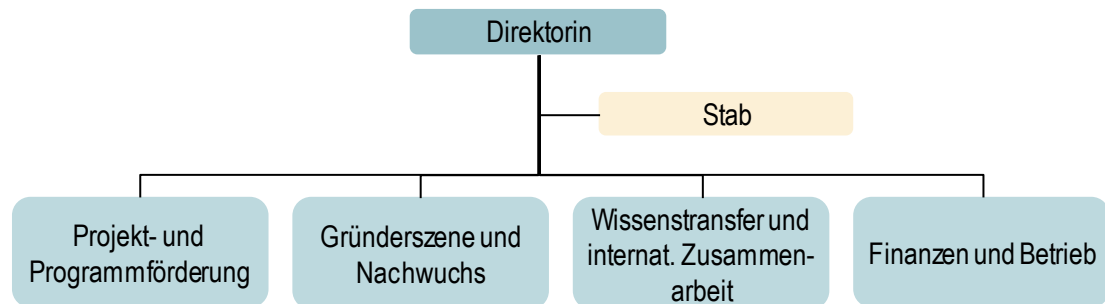 Direktorin
Stab
Projekt- und
Programmförderung
Gründerszene und
Nachwuchs
Wissenstransfer und
internat. Zusammen-
arbeit
Finanzen und Betrieb